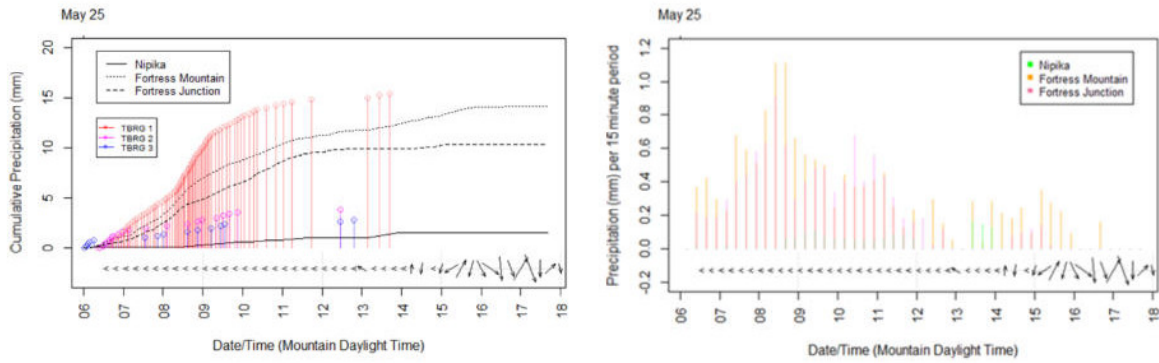 May 25
Cumulative Precipitation (mm)
20
15
10
5
0
Nipika
Fortress Mountain
Fortress Junction
TBRG 1
TBRG 2
TBRG 3
06 07 08 09 10 11 12 13 14 15 16 17 18
Date/Time (Mountain Daylight Time)
May 25
Precipitation (mm) per 15 minute period
1.2
1.0
0.8
0.6
0.4
0.2
0.0
-0.2
Nipika
Fortress Mountain
Fortress Junction
06 07 08 09 10 11 12 13 14 15 16 17 18
Date/Time (Mountain Daylight Time)